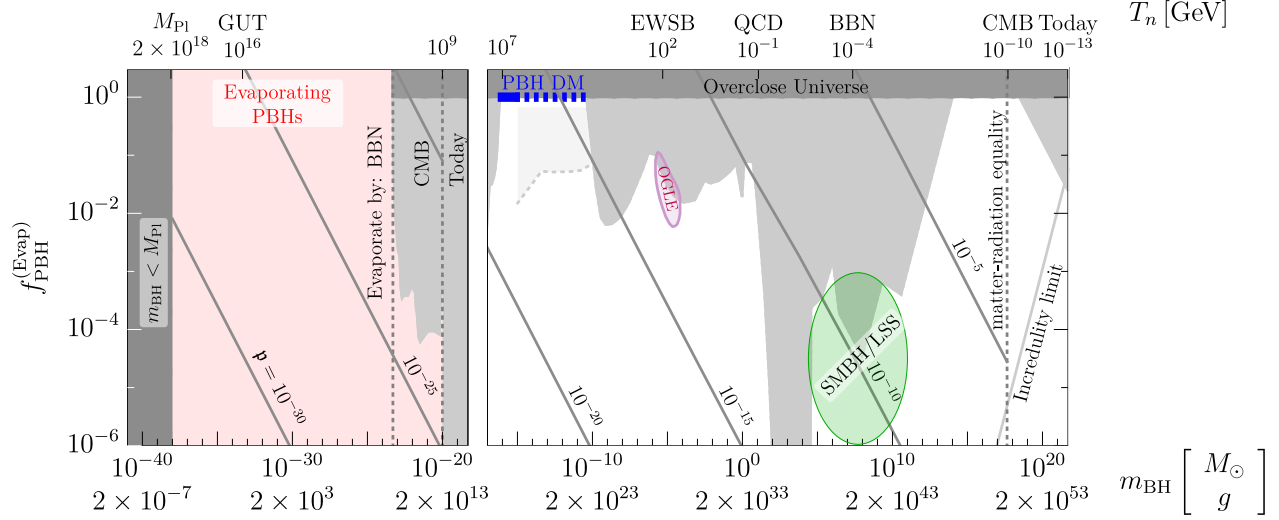 M_Pl GUT EWSB QCD BBN CMB Today T_n [GeV]
2 × 10^18 10^16 10^9 10^7 10^2 10^-1 10^-4 10^-10 10^-13
PBH DM
Overclose Universe
Evaporating
PBHs
10^0
10^-2
10^-4
10^-6
f_PBH^(Evap)
m_BH < M_Pl
Evaporate by: BBN
CMB
Today
OGLE
matter-radiation equality
Incredulity limit
SMBH/LSS
p = 10^-30
10^-25
10^-20
10^-15
10^-10
10^-5
10^-40 10^-30 10^-20 10^-10 10^0 10^10 10^20
2 × 10^-7 2 × 10^3 2 × 10^13 2 × 10^23 2 × 10^33 2 × 10^43 2 × 10^53
m_BH [ M_⊙
g ]